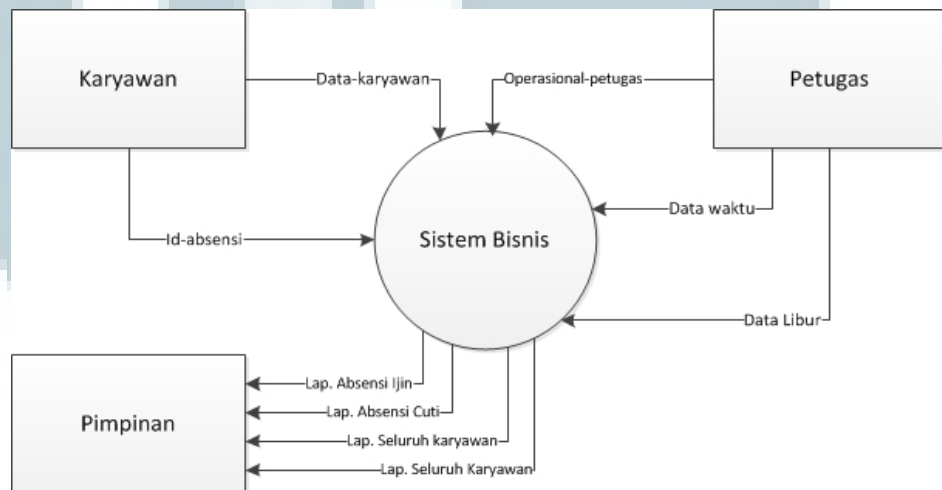 Karyawan
Data-karyawan
Operasional-petugas
Petugas
Data waktu
Id-absensi
Sistem Bisnis
Data Libur
Lap. Absensi Ijin
Lap. Absensi Cuti
Pimpinan
Lap. Seluruh karyawan
Lap. Seluruh Karyawan